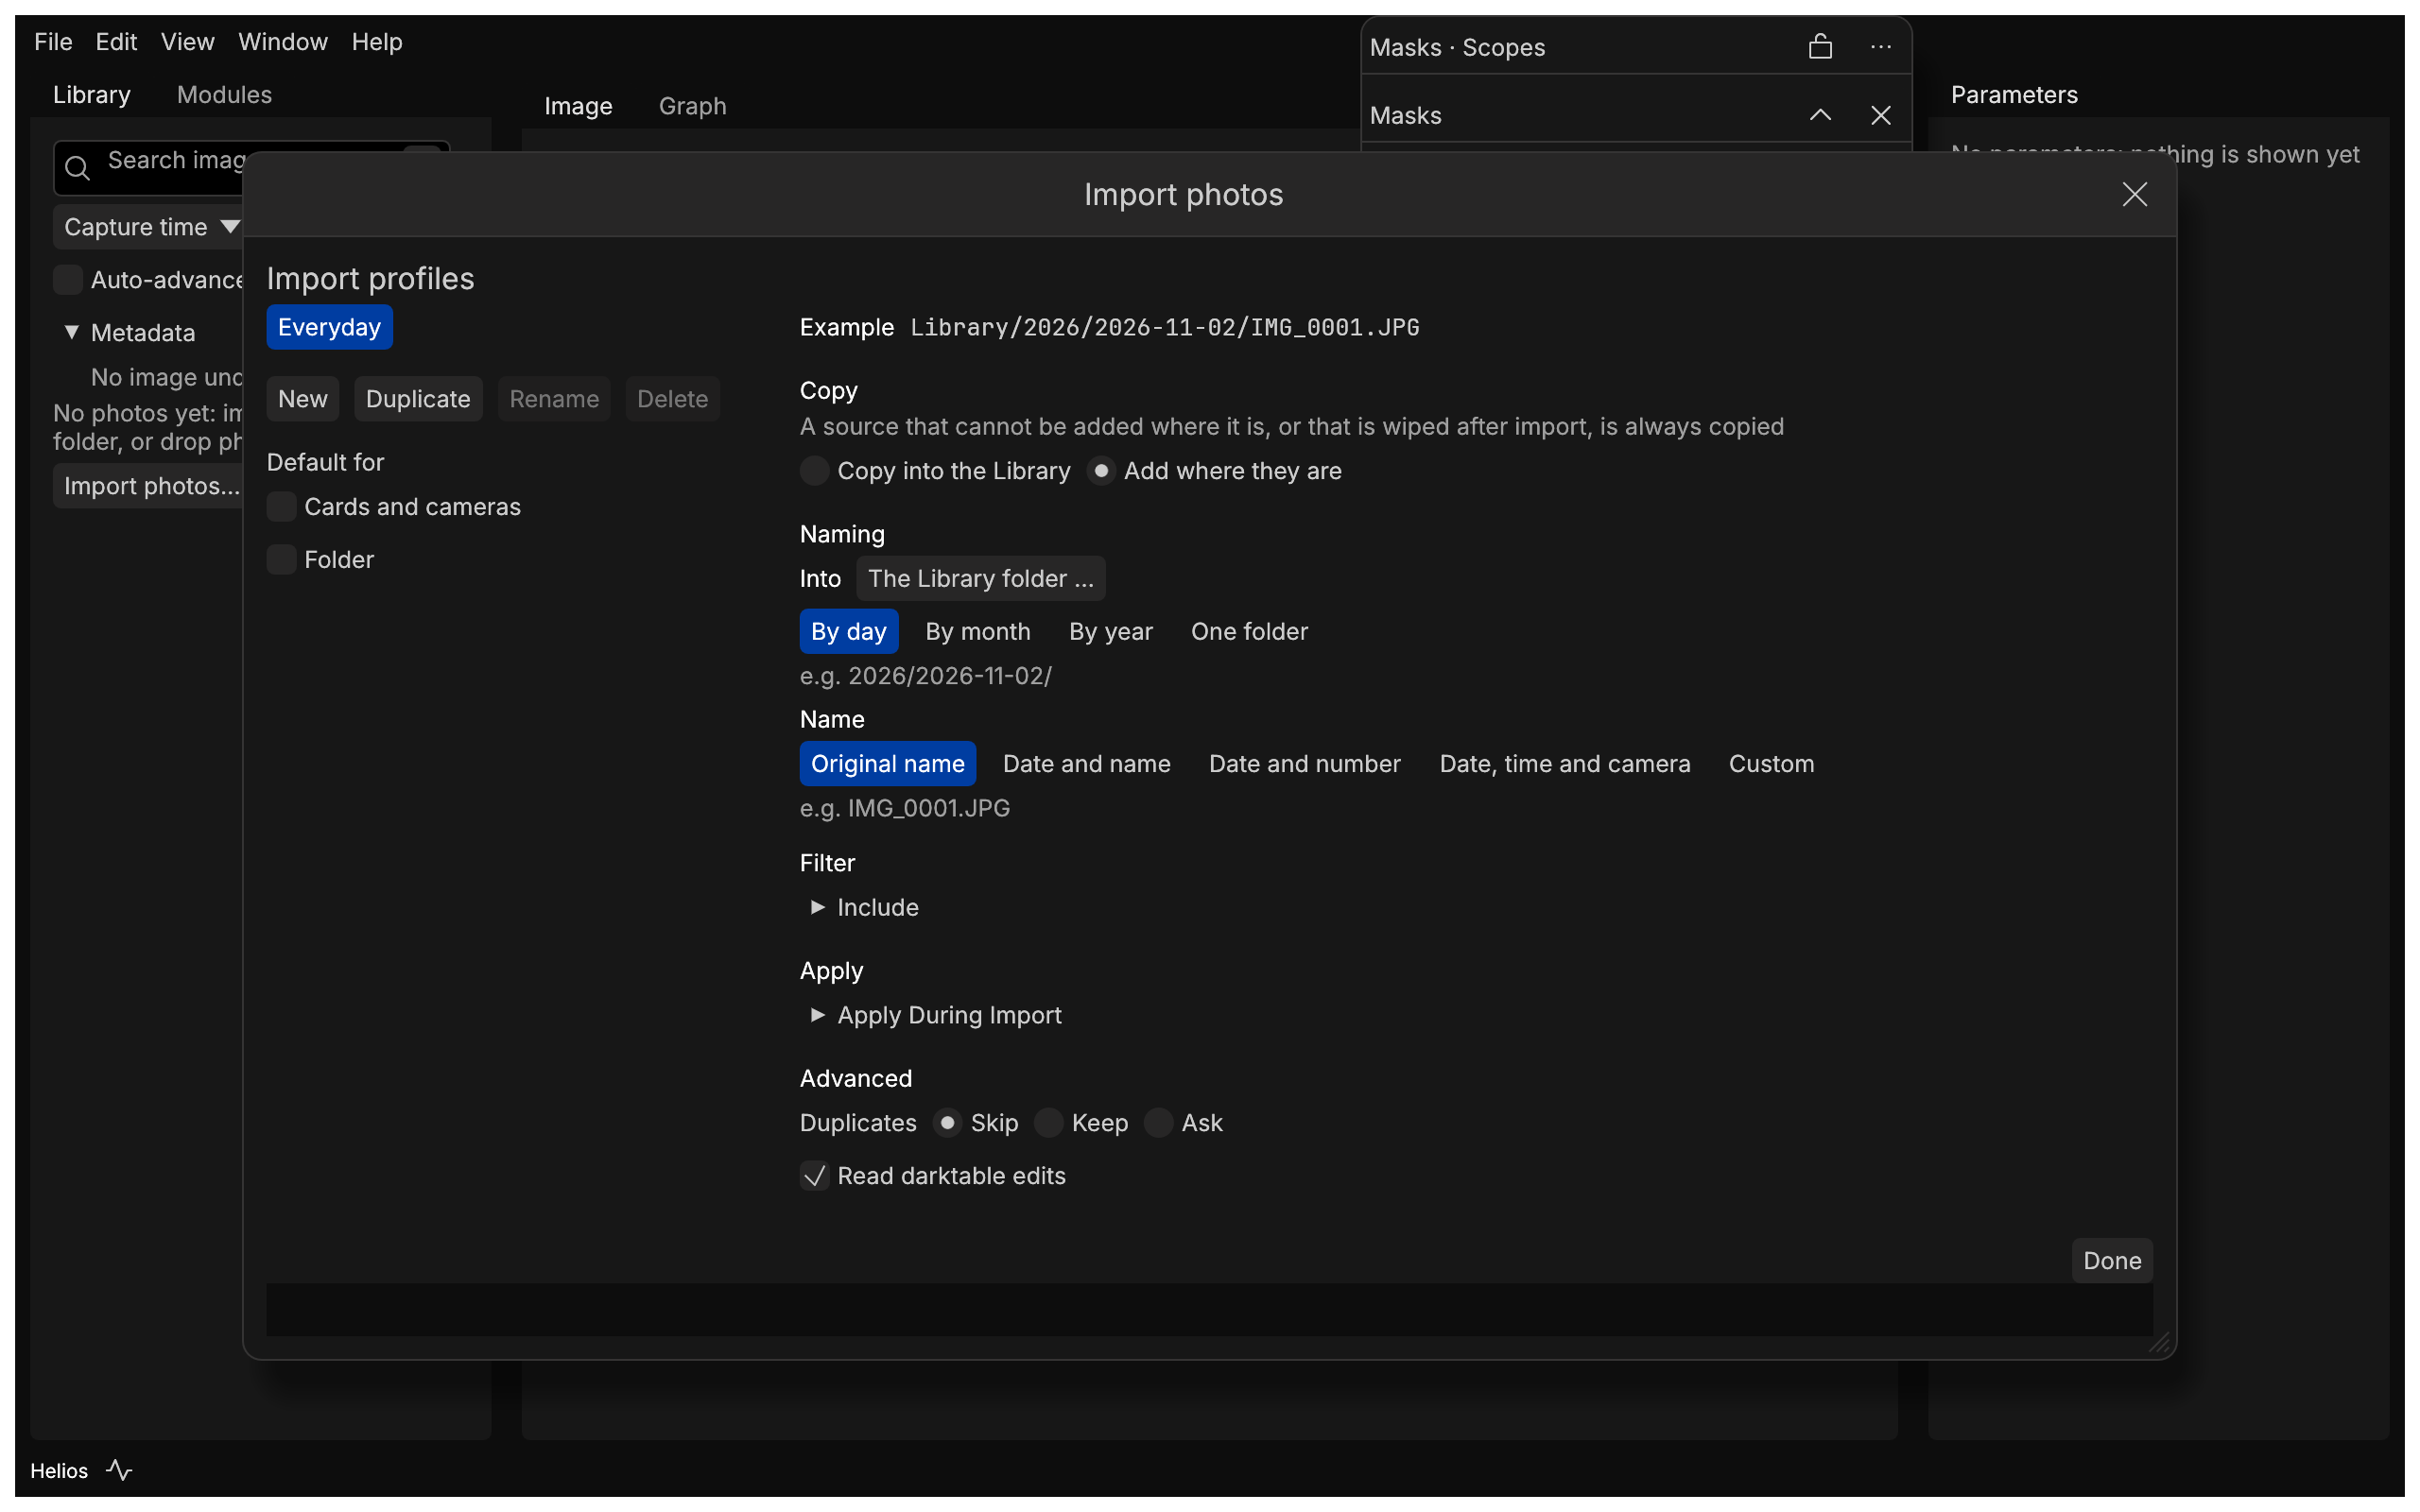 File Edit View Window Help
Masks · Scopes
Library Modules
Image Graph
Masks
Parameters
Search
Capture time
Auto-advance
Metadata
No image
No photos yet:
folder, or drop
Import photos...
nothing is shown yet
Import photos
Import profiles
Everyday
New Duplicate Rename Delete
Default for
Cards and cameras
Folder
Example Library/2026/2026-11-02/IMG_0001.JPG
Copy
A source that cannot be added where it is, or that is wiped after import, is always copied
Copy into the Library Add where they are
Naming
Into The Library folder ...
By day By month By year One folder
e.g. 2026/2026-11-02/
Name
Original name Date and name Date and number Date, time and camera Custom
e.g. IMG_0001.JPG
Filter
Include
Apply
Apply During Import
Advanced
Duplicates Skip Keep Ask
Read darktable edits
Done
Helios